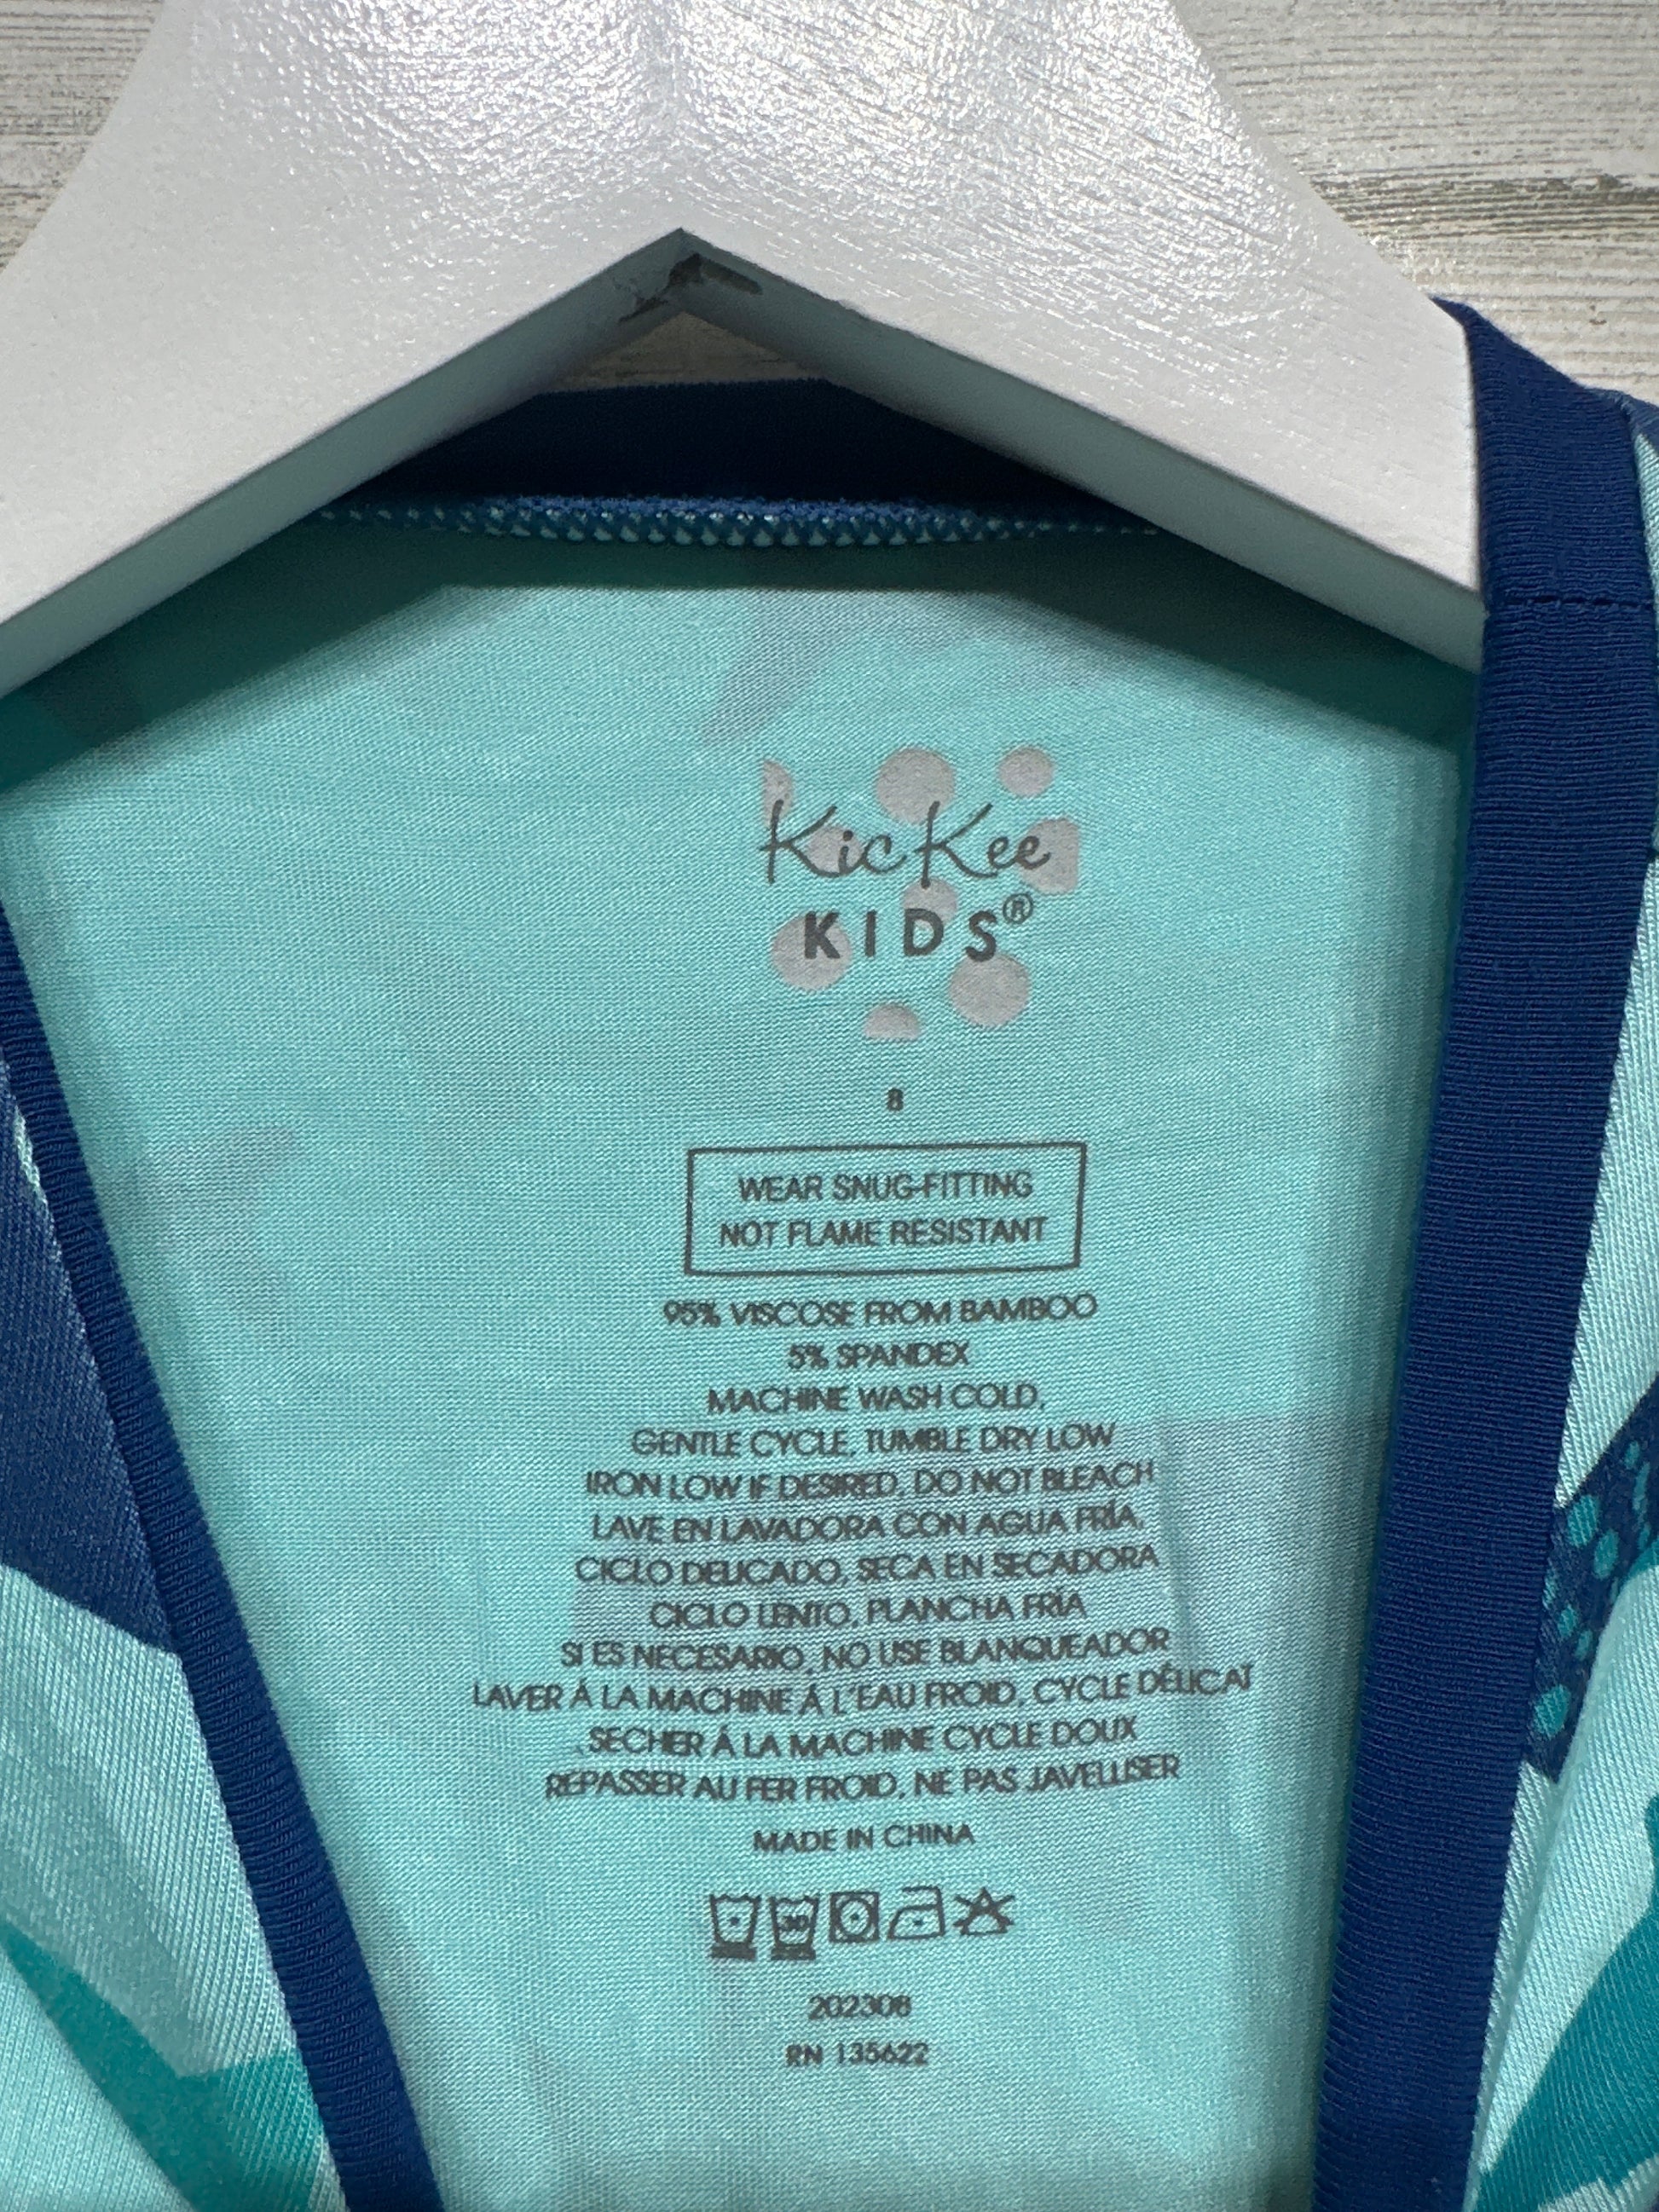 KicKee
KIDS®
8
WEAR SNUG-FITTING
NOT FLAME RESISTANT
95% VISCOSE FROM BAMBOO
5% SPANDEX
MACHINE WASH COLD,
GENTLE CYCLE, TUMBLE DRY LOW
IRON LOW IF DESIRED, DO NOT BLEACH
LAVE EN LAVADORA CON AGUA FRÍA,
CICLO DELICADO, SECA EN SECADORA
CICLO LENTO, PLANCHA FRÍA
SI ES NECESARIO, NO USE BLANQUEADOR
LAVER Á LA MACHINE Á L'EAU FROID, CYCLE DÉLICAT
SECHER Á LA MACHINE CYCLE DOUX
REPASSER AU FER FROID, NE PAS JAVELLISER
MADE IN CHINA
30
202308
RN 135622